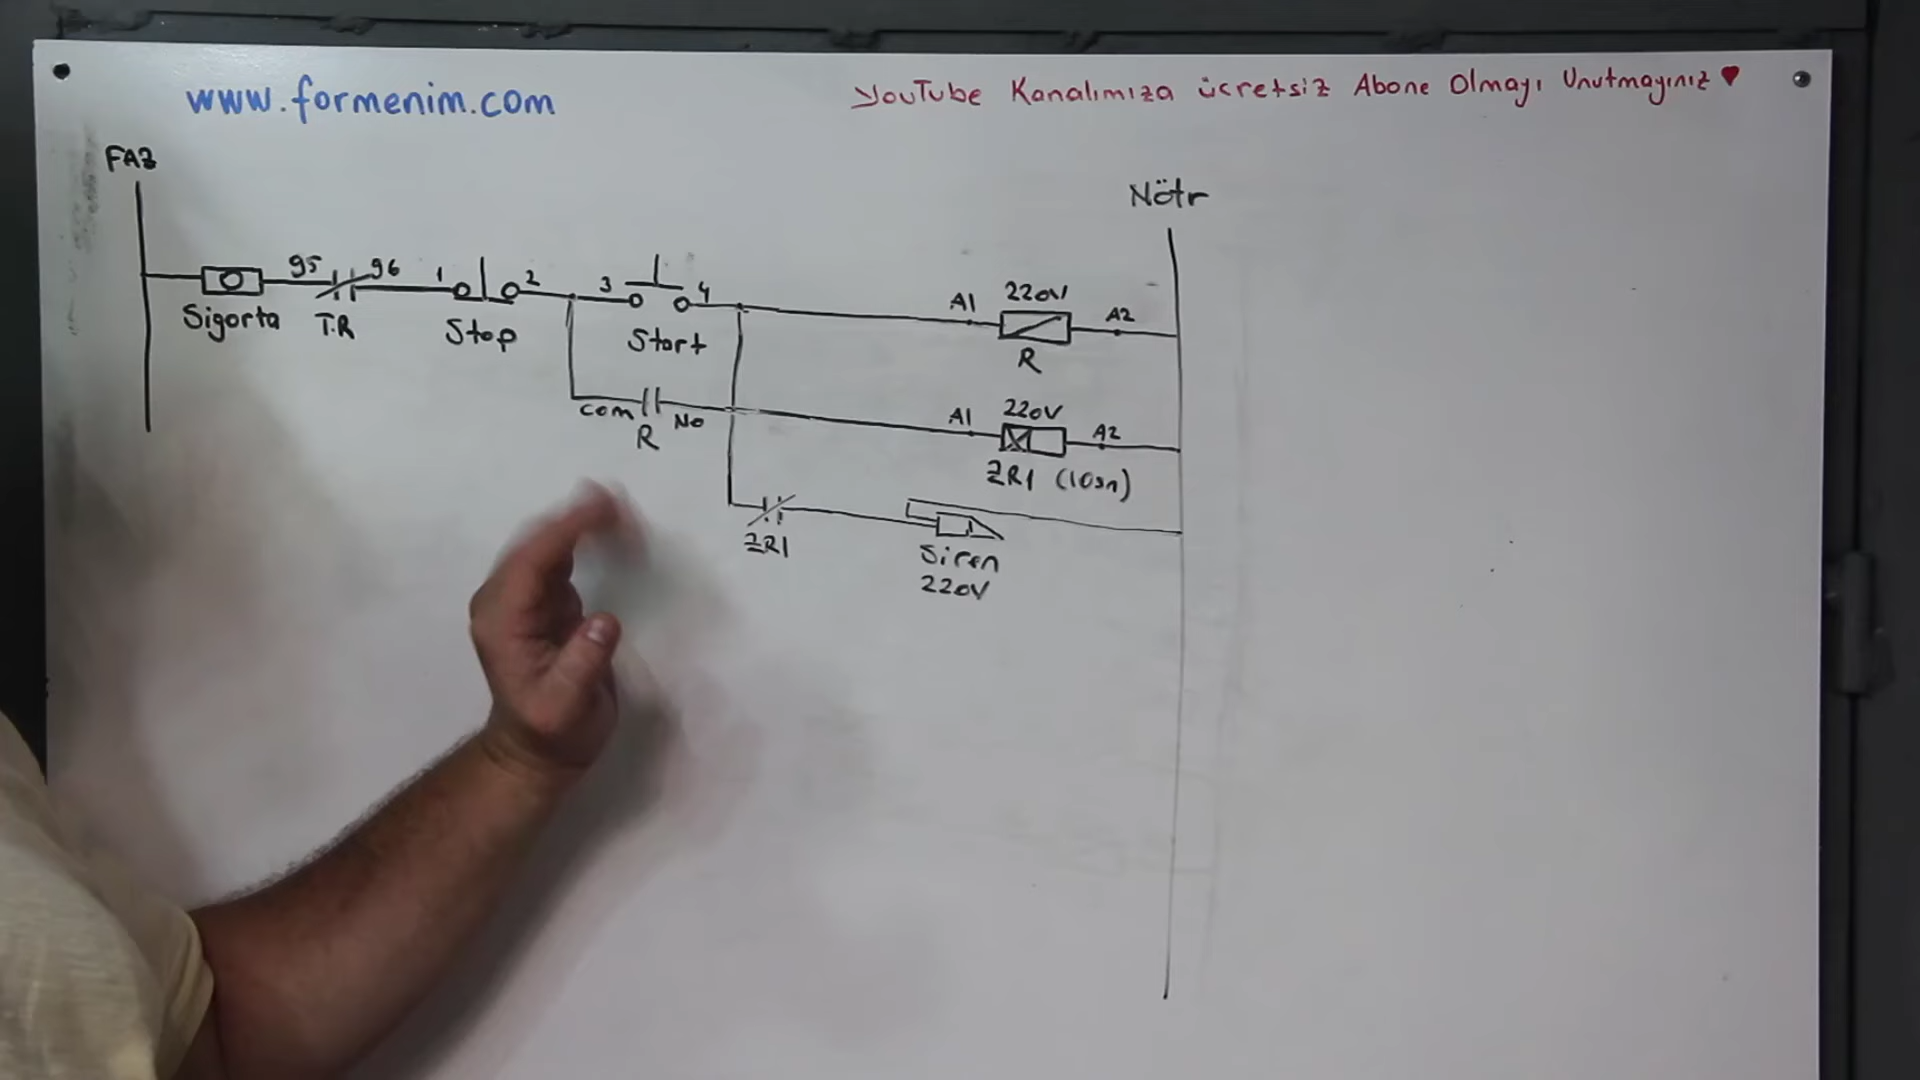 www.formenim.com
YouTube Kanalımıza ücretsiz Abone Olmayı Unutmayınız
FAZ
Nötr
95 96 1 2 3 4 A1 220V A2
Sigorta T.R Stop Start R
com No A1 220V A2
R ZR1 (10sn)
ZR1 Siren
220V